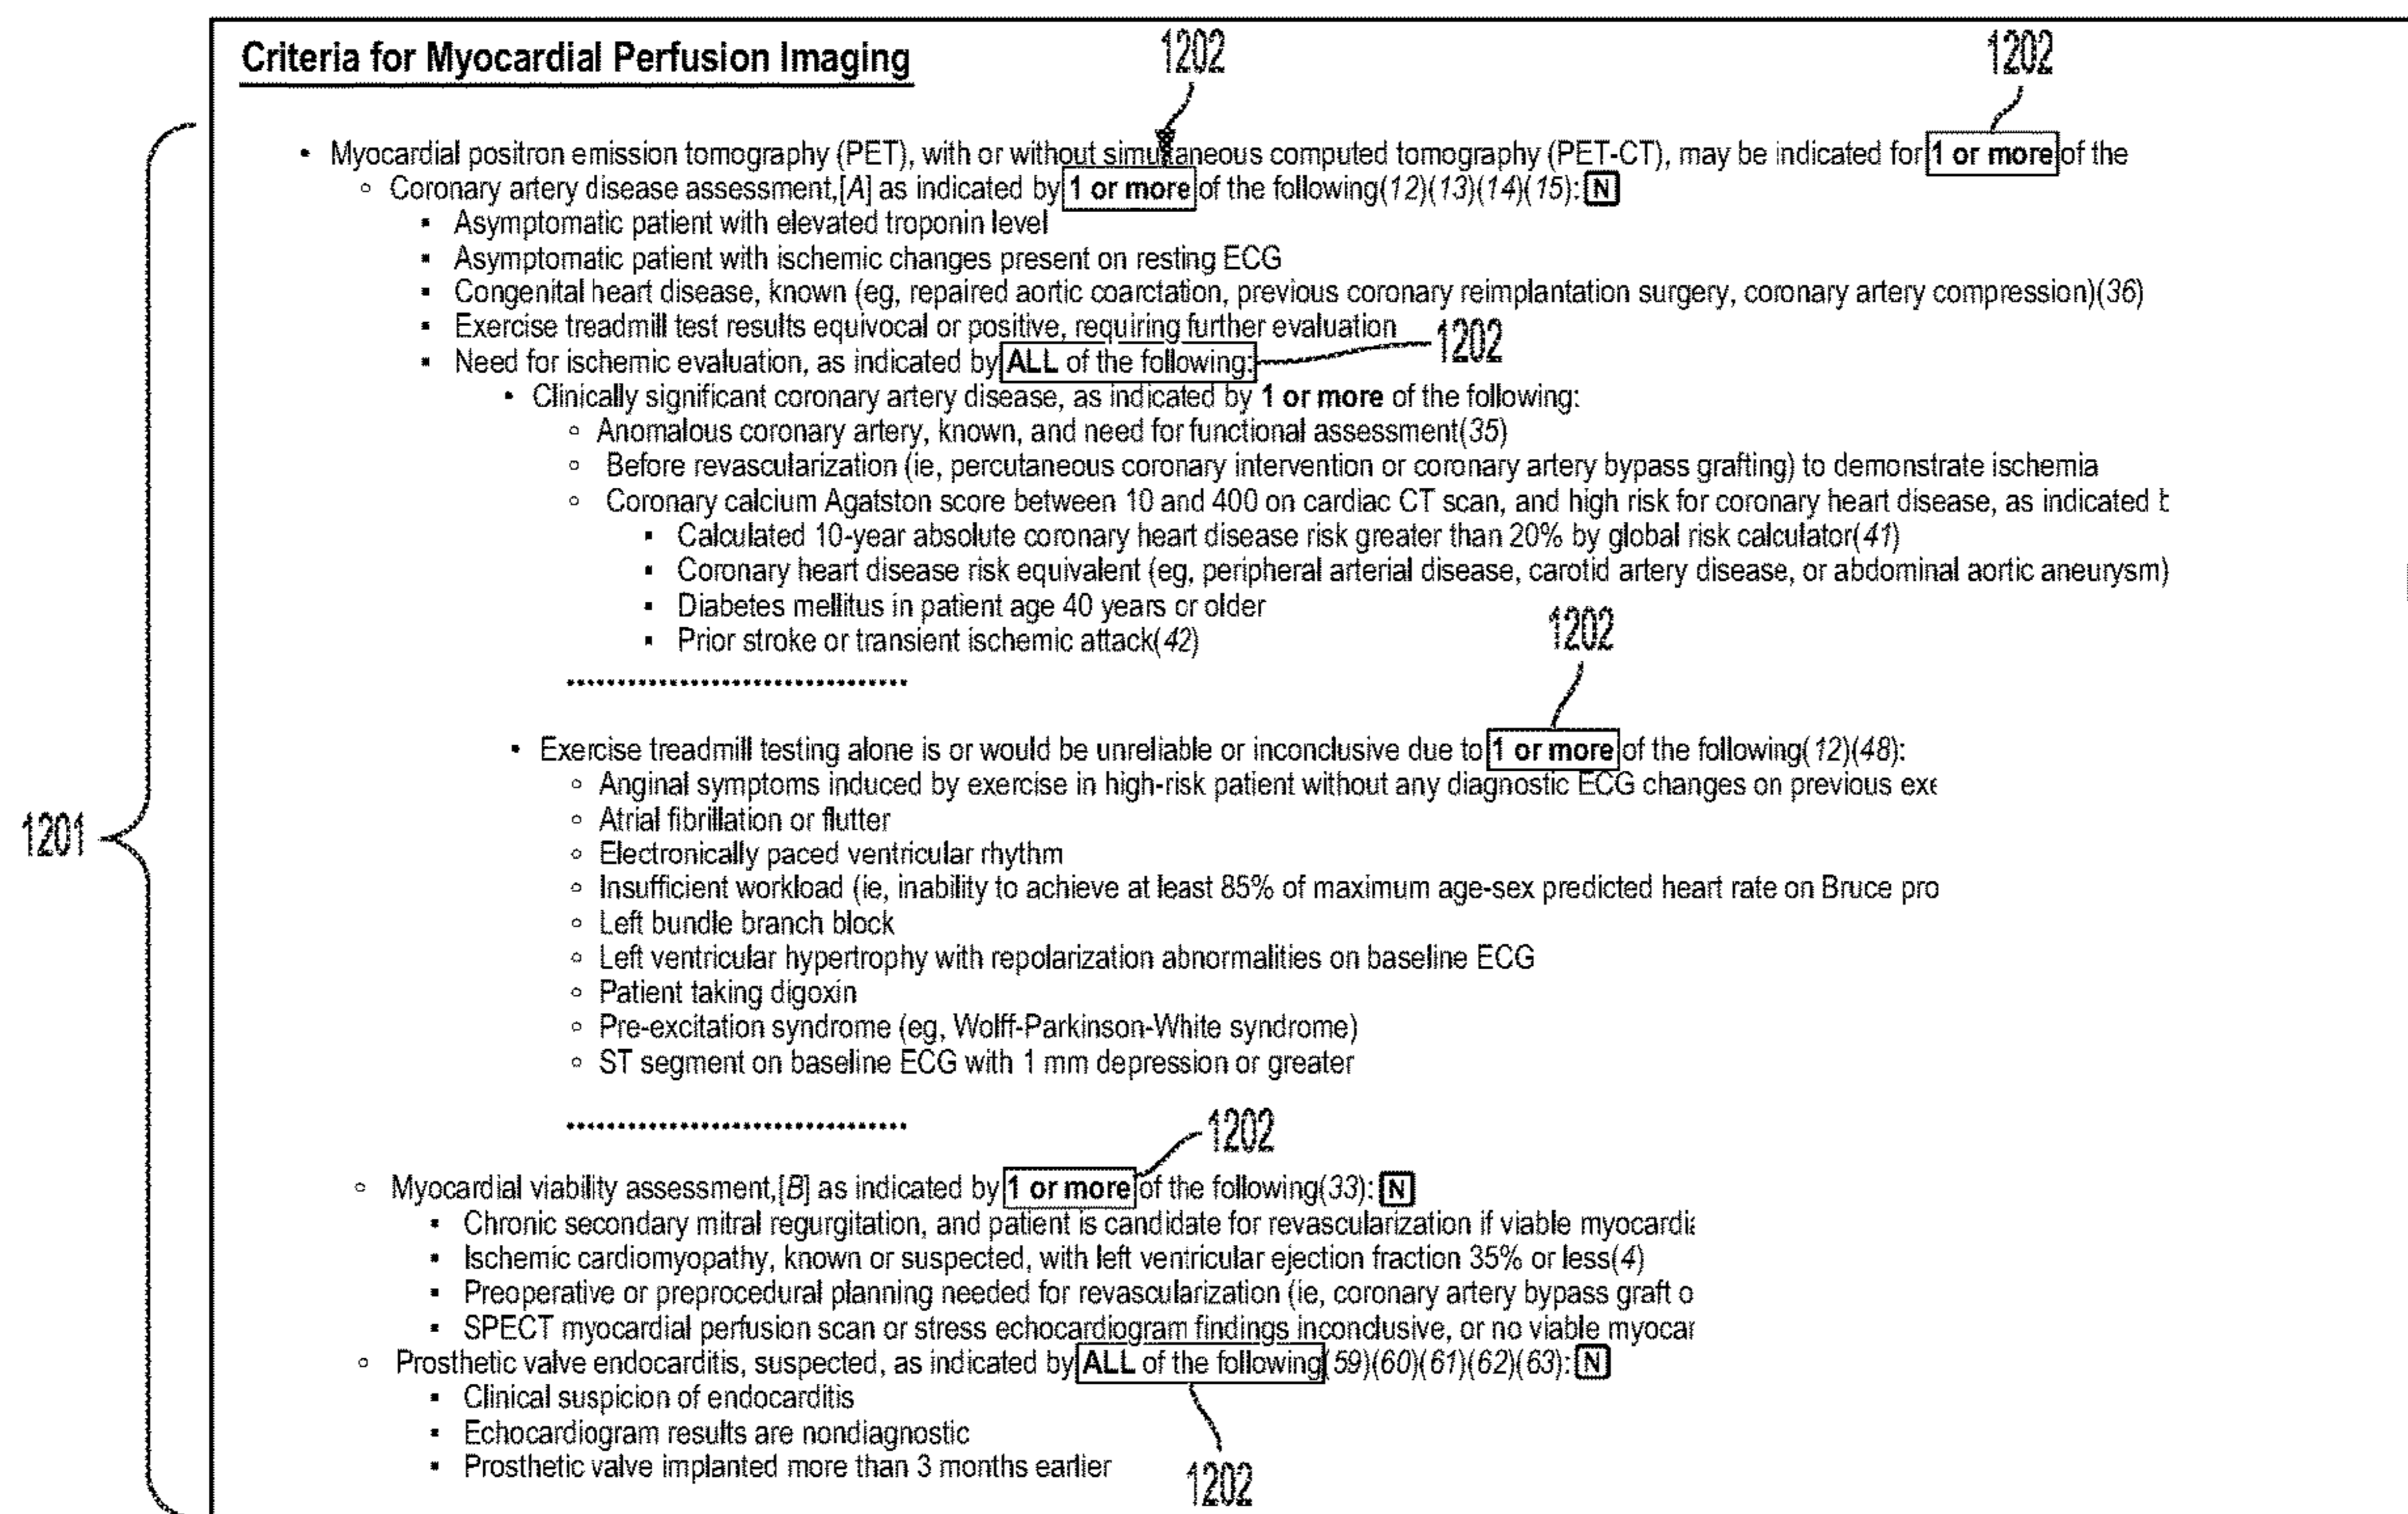 Criteria for Myocardial Perfusion Imaging
1202
1202
• Myocardial positron emission tomography (PET), with or without simultaneous computed tomography (PET-CT), may be indicated for 1 or more of the
◦ Coronary artery disease assessment,[A] as indicated by 1 or more of the following(12)(13)(14)(15): N
▪ Asymptomatic patient with elevated troponin level
▪ Asymptomatic patient with ischemic changes present on resting ECG
▪ Congenital heart disease, known (eg, repaired aortic coarctation, previous coronary reimplantation surgery, coronary artery compression)(36)
▪ Exercise treadmill test results equivocal or positive, requiring further evaluation
1202
▪ Need for ischemic evaluation, as indicated by ALL of the following:
• Clinically significant coronary artery disease, as indicated by 1 or more of the following:
◦ Anomalous coronary artery, known, and need for functional assessment(35)
◦ Before revascularization (ie, percutaneous coronary intervention or coronary artery bypass grafting) to demonstrate ischemia
◦ Coronary calcium Agatston score between 10 and 400 on cardiac CT scan, and high risk for coronary heart disease, as indicated
▪ Calculated 10-year absolute coronary heart disease risk greater than 20% by global risk calculator(41)
▪ Coronary heart disease risk equivalent (eg, peripheral arterial disease, carotid artery disease, or abdominal aortic aneurysm)
▪ Diabetes mellitus in patient age 40 years or older
▪ Prior stroke or transient ischemic attack(42)
1202
• Exercise treadmill testing alone is or would be unreliable or inconclusive due to 1 or more of the following(12)(48):
◦ Anginal symptoms induced by exercise in high-risk patient without any diagnostic ECG changes on previous
◦ Atrial fibrillation or flutter
1201
◦ Electronically paced ventricular rhythm
◦ Insufficient workload (ie, inability to achieve at least 85% of maximum age-sex predicted heart rate on Bruce pro
◦ Left bundle branch block
◦ Left ventricular hypertrophy with repolarization abnormalities on baseline ECG
◦ Patient taking digoxin
◦ Pre-excitation syndrome (eg, Wolff-Parkinson-White syndrome)
◦ ST segment on baseline ECG with 1 mm depression or greater
1202
◦ Myocardial viability assessment,[B] as indicated by 1 or more of the following(33): N
▪ Chronic secondary mitral regurgitation, and patient is candidate for revascularization if viable
▪ Ischemic cardiomyopathy, known or suspected, with left ventricular ejection fraction 35% or less(4)
▪ Preoperative or preprocedural planning needed for revascularization (ie, coronary artery bypass graft o
▪ SPECT myocardial perfusion scan or stress echocardiogram findings inconclusive, or no viable
◦ Prosthetic valve endocarditis, suspected, as indicated by ALL of the following(59)(60)(61)(62)(63): N
▪ Clinical suspicion of endocarditis
▪ Echocardiogram results are nondiagnostic
▪ Prosthetic valve implanted more than 3 months earlier
1202